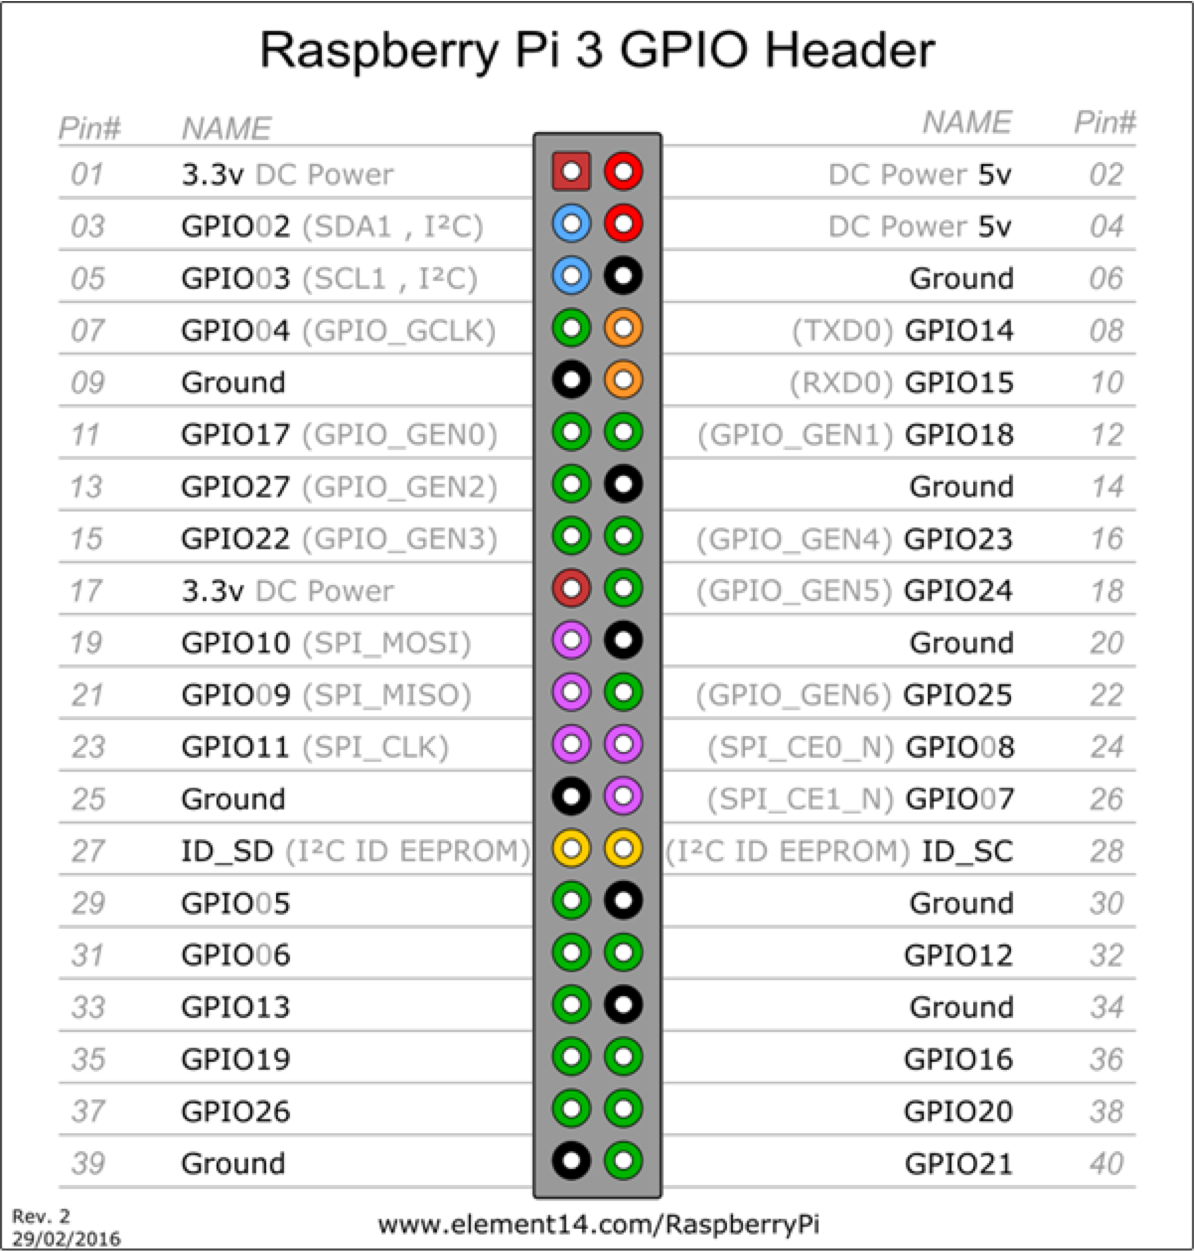 Raspberry Pi 3 GPIO Header
Pin# NAME NAME Pin#
01 3.3v DC Power DC Power 5v 02
03 GPIO02 (SDA1 , I²C) DC Power 5v 04
05 GPIO03 (SCL1 , I²C) Ground 06
07 GPIO04 (GPIO_GCLK) (TXD0) GPIO14 08
09 Ground (RXD0) GPIO15 10
11 GPIO17 (GPIO_GEN0) (GPIO_GEN1) GPIO18 12
13 GPIO27 (GPIO_GEN2) Ground 14
15 GPIO22 (GPIO_GEN3) (GPIO_GEN4) GPIO23 16
17 3.3v DC Power (GPIO_GEN5) GPIO24 18
19 GPIO10 (SPI_MOSI) Ground 20
21 GPIO09 (SPI_MISO) (GPIO_GEN6) GPIO25 22
23 GPIO11 (SPI_CLK) (SPI_CE0_N) GPIO08 24
25 Ground (SPI_CE1_N) GPIO07 26
27 ID_SD (I²C ID EEPROM) (I²C ID EEPROM) ID_SC 28
29 GPIO05 Ground 30
31 GPIO06 GPIO12 32
33 GPIO13 Ground 34
35 GPIO19 GPIO16 36
37 GPIO26 GPIO20 38
39 Ground GPIO21 40
Rev. 2
29/02/2016
www.element14.com/RaspberryPi